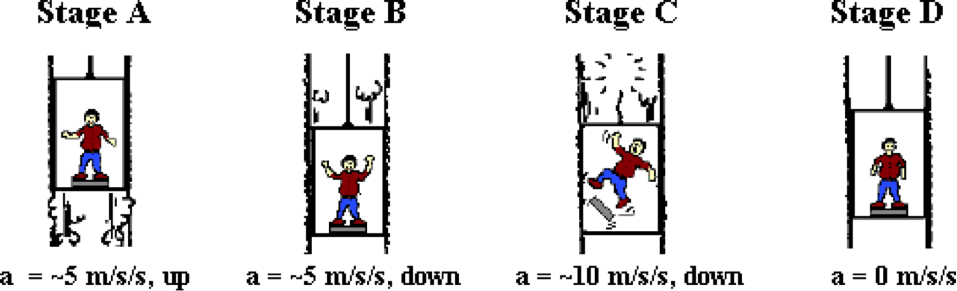 Stage A Stage B Stage C Stage D
a = ~5 m/s/s, up a = ~5 m/s/s, down a = ~10 m/s/s, down a = 0 m/s/s